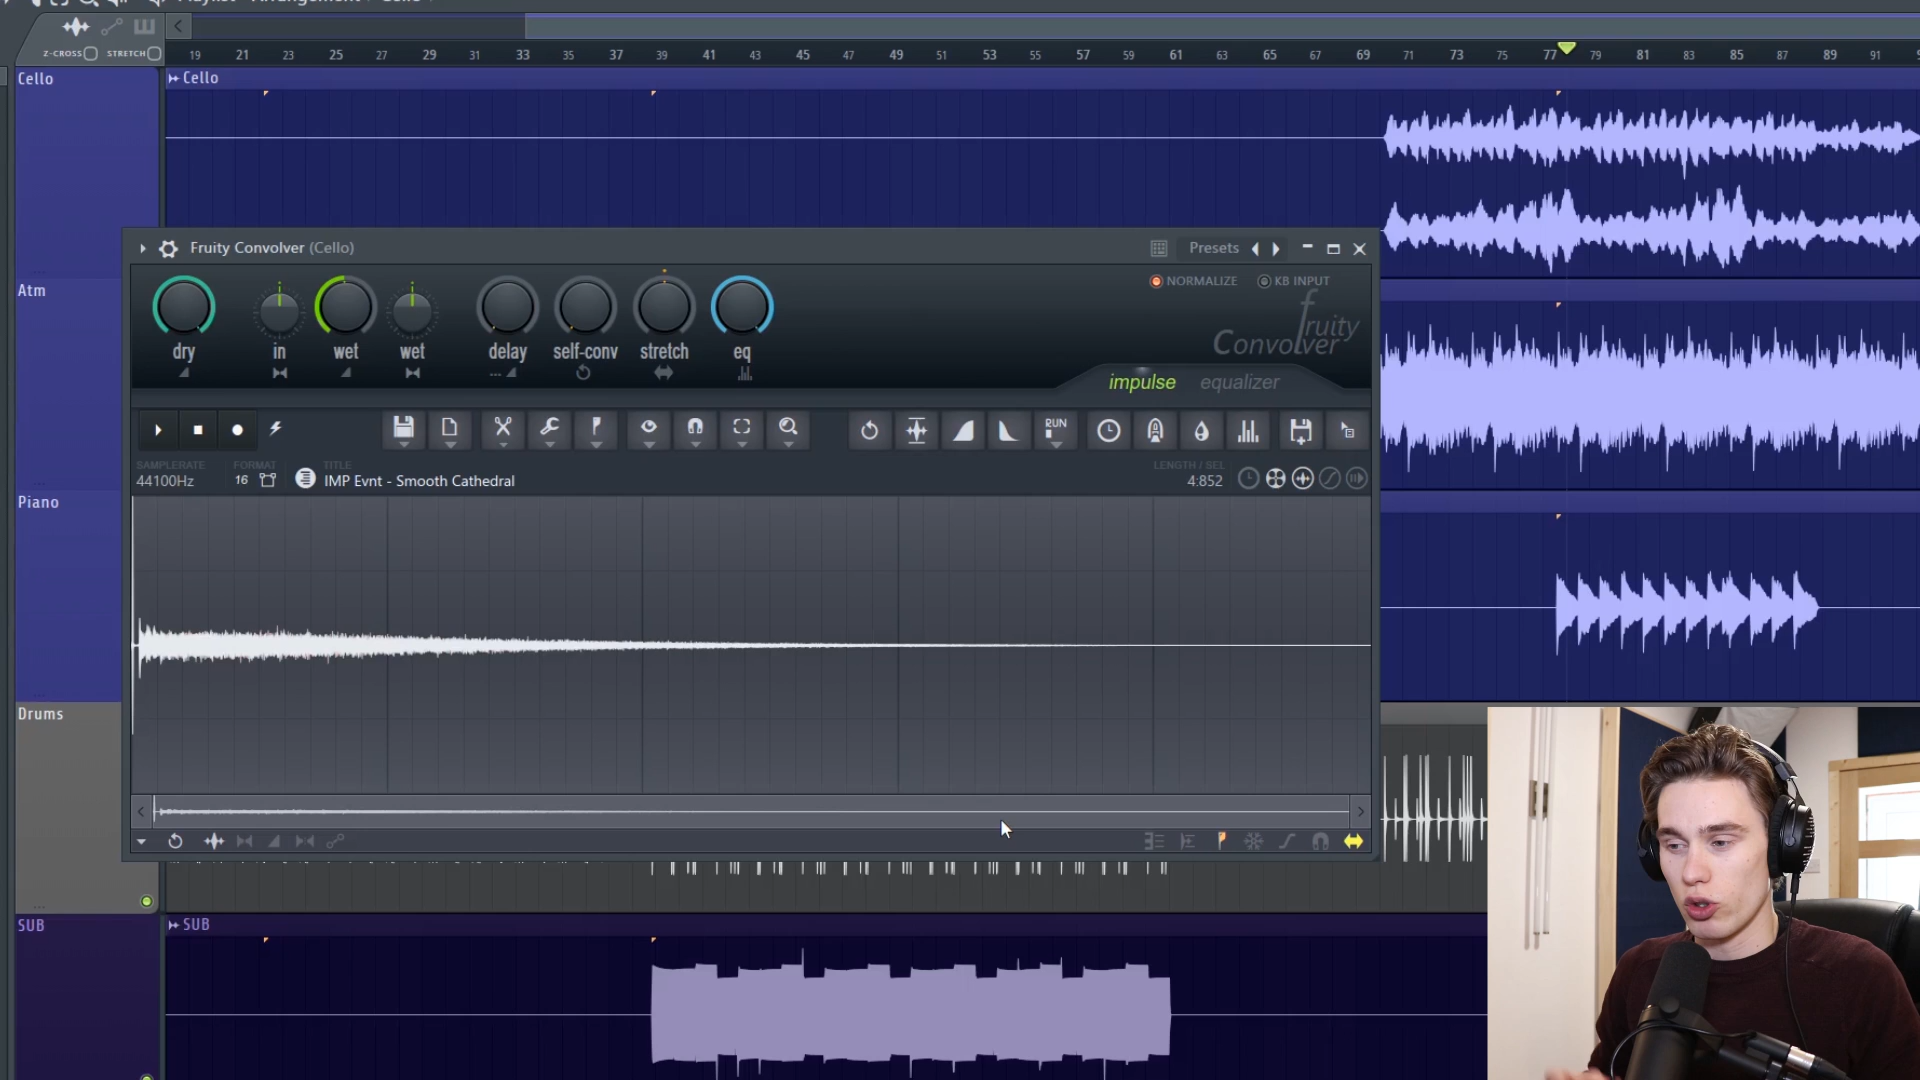 Playlist - Arrangement Cello
Z-CROSS STRETCH
19 21 23 25 27 29 31 33 35 37 39 41 43 45 47 49 51 53 55 57 59 61 63 65 67 69 71 73 75 77 79 81 83 85 87 89 91
Cello
Cello
Atm
Fruity Convolver (Cello) Presets
NORMALIZE KB INPUT
fruity
Convolver
dry in wet wet delay self-conv stretch eq
impulse equalizer
RUN
SAMPLERATE FORMAT TITLE LENGTH / SEL
44100Hz 16 IMP Evnt - Smooth Cathedral 4:852
Piano
Drums
SUB
SUB